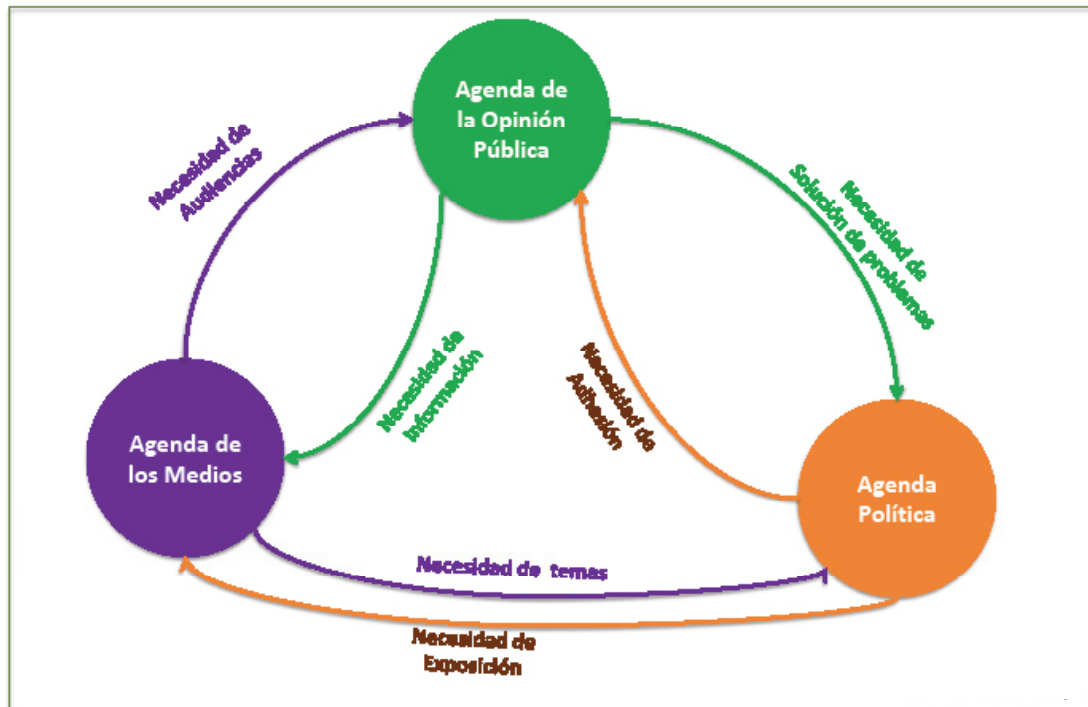 Agenda de
la Opinión
Pública
Necesidad de
Audiencias
Necesidad de
Solución de problemas
Necesidad de
Información
Necesidad de
Adhesión
Agenda de
los Medios
Agenda
Política
Necesidad de temas
Necesidad de
Exposición